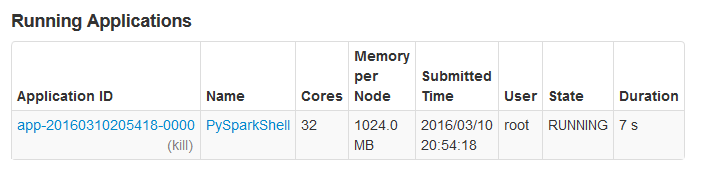 Running Applications
Application ID Name Cores Memory per Node Submitted Time User State Duration
app-20160310205418-0000 (kill) PySparkShell 32 1024.0 MB 2016/03/10 20:54:18 root RUNNING 7 s